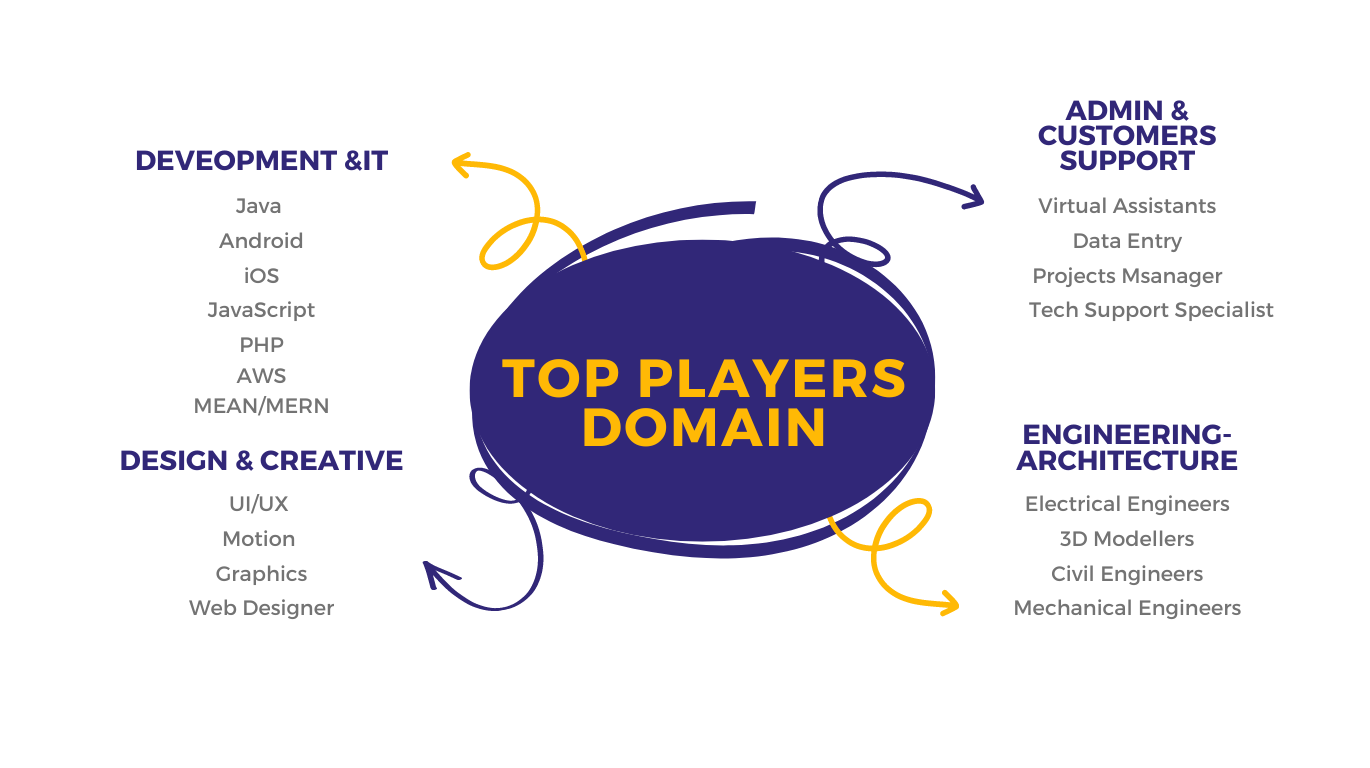 DEVEOPMENT &IT
Java
Android
iOS
JavaScript
PHP
AWS
MEAN/MERN
DESIGN & CREATIVE
UI/UX
Motion
Graphics
Web Designer
TOP PLAYERS
DOMAIN
ADMIN &
CUSTOMERS
SUPPORT
Virtual Assistants
Data Entry
Projects Msanager
Tech Support Specialist
ENGINEERING-
ARCHITECTURE
Electrical Engineers
3D Modellers
Civil Engineers
Mechanical Engineers